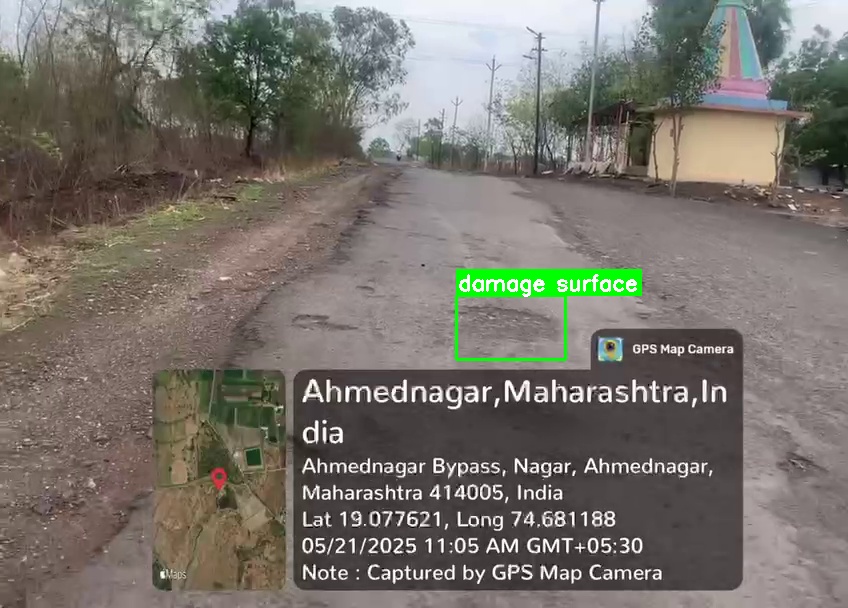 damage surface
GPS Map Camera
Ahmednagar,Maharashtra,In
dia
Ahmednagar Bypass, Nagar, Ahmednagar,
Maharashtra 414005, India
Lat 19.077621, Long 74.681188
05/21/2025 11:05 AM GMT+05:30
Note : Captured by GPS Map Camera
Maps